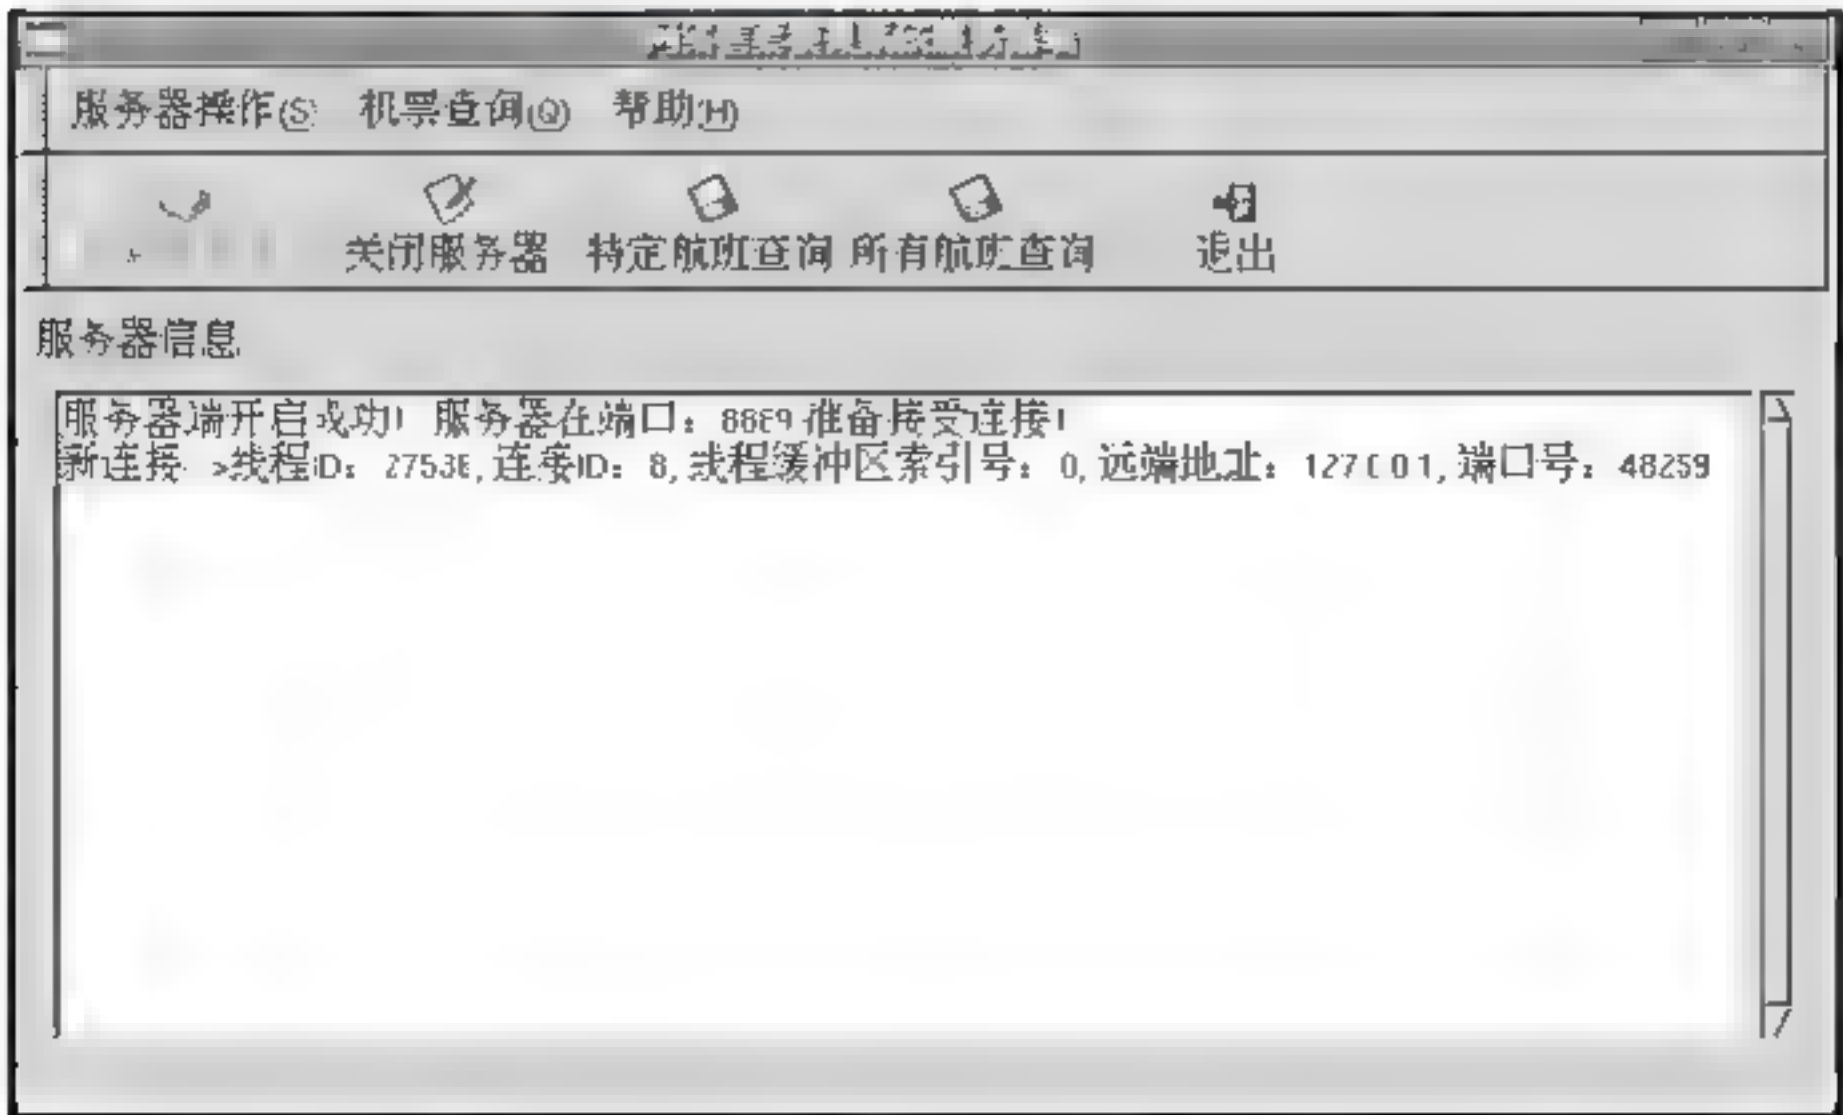 服务器操作(S) 机票查询(Q) 帮助(H)
关闭服务器 特定航班查询 所有航班查询 退出
服务器信息
服务器端开启成功! 服务器在端口: 准备接受连接!
新连接 ->线程ID: 连接ID: 8, 线程缓冲区索引号: 0, 远端地址: 127.0.0.1, 端口号: 48259